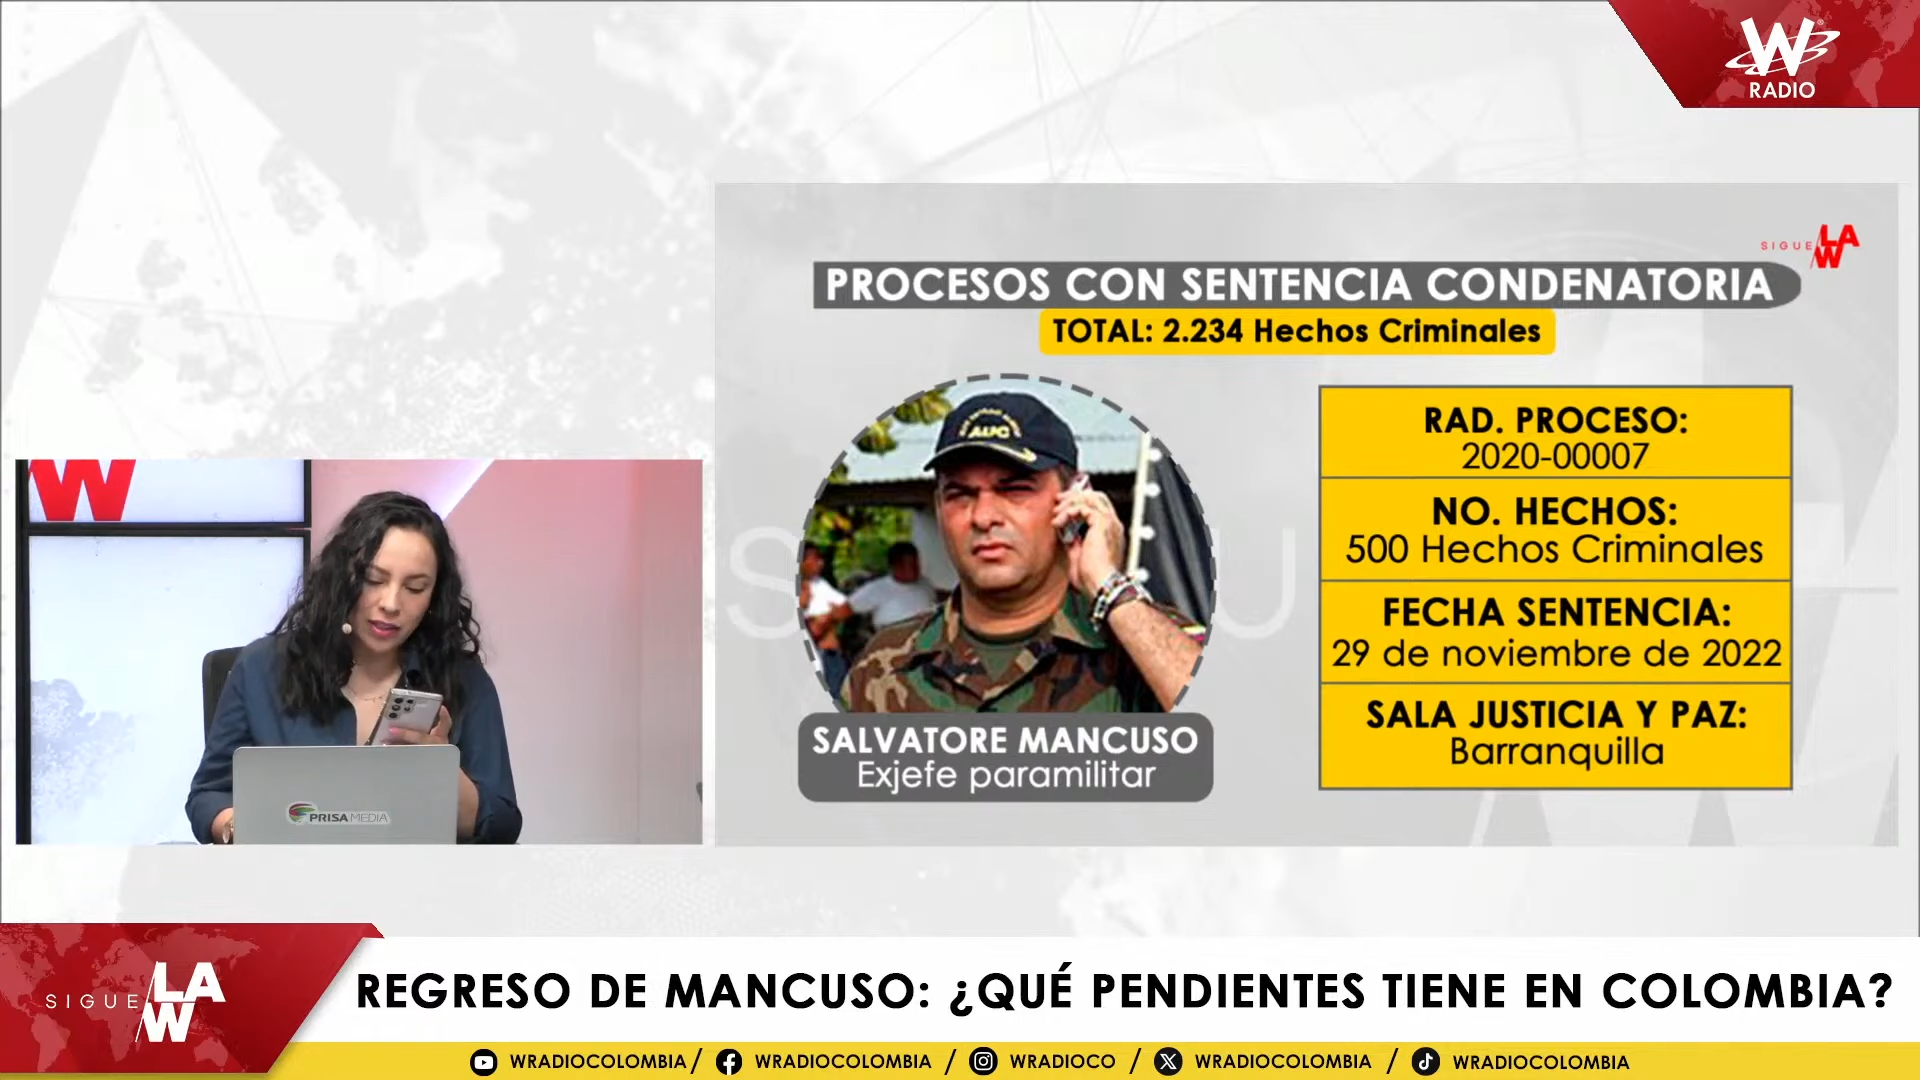 W
RADIO
SIGUE LA W
PROCESOS CON SENTENCIA CONDENATORIA
TOTAL: 2.234 Hechos Criminales
AUC
RAD. PROCESO:
2020-00007
NO. HECHOS:
500 Hechos Criminales
FECHA SENTENCIA:
29 de noviembre de 2022
SALA JUSTICIA Y PAZ:
Barranquilla
SALVATORE MANCUSO
Exjefe paramilitar
W
PRISA MEDIA
SIGUE LA W
REGRESO DE MANCUSO: ¿QUÉ PENDIENTES TIENE EN COLOMBIA?
WRADIOCOLOMBIA / WRADIOCOLOMBIA / WRADIOCO / WRADIOCOLOMBIA / WRADIOCOLOMBIA